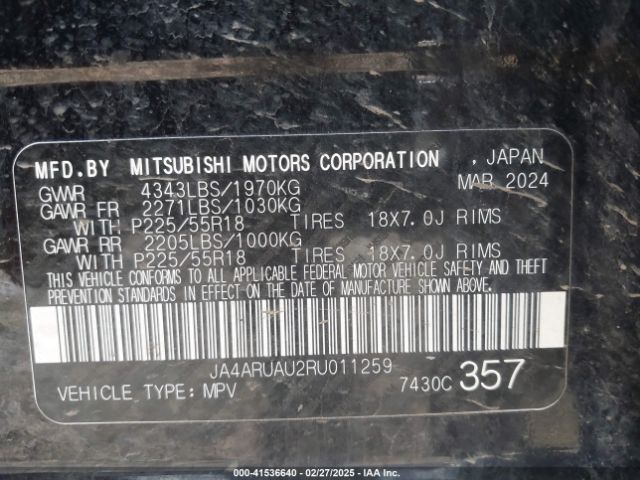 MFD.BY MITSUBISHI MOTORS CORPORATION , JAPAN
GVWR 4343LBS/1970KG MAR 2024
GAWR FR 2271LBS/1030KG
WITH P225/55R18 TIRES 18X7.0J RIMS
GAWR RR 2205LBS/1000KG
WITH P225/55R18 TIRES 18X7.0J RIMS
THIS VEHICLE CONFORMS TO ALL APPLICABLE FEDERAL MOTOR VEHICLE SAFETY AND THEFT
PREVENTION STANDARDS IN EFFECT ON THE DATE OF MANUFACTURE SHOWN ABOVE.
JA4ARUAU2RU011259
VEHICLE TYPE: MPV 7430C 357
000-41536640 - 02/27/2025 - IAA